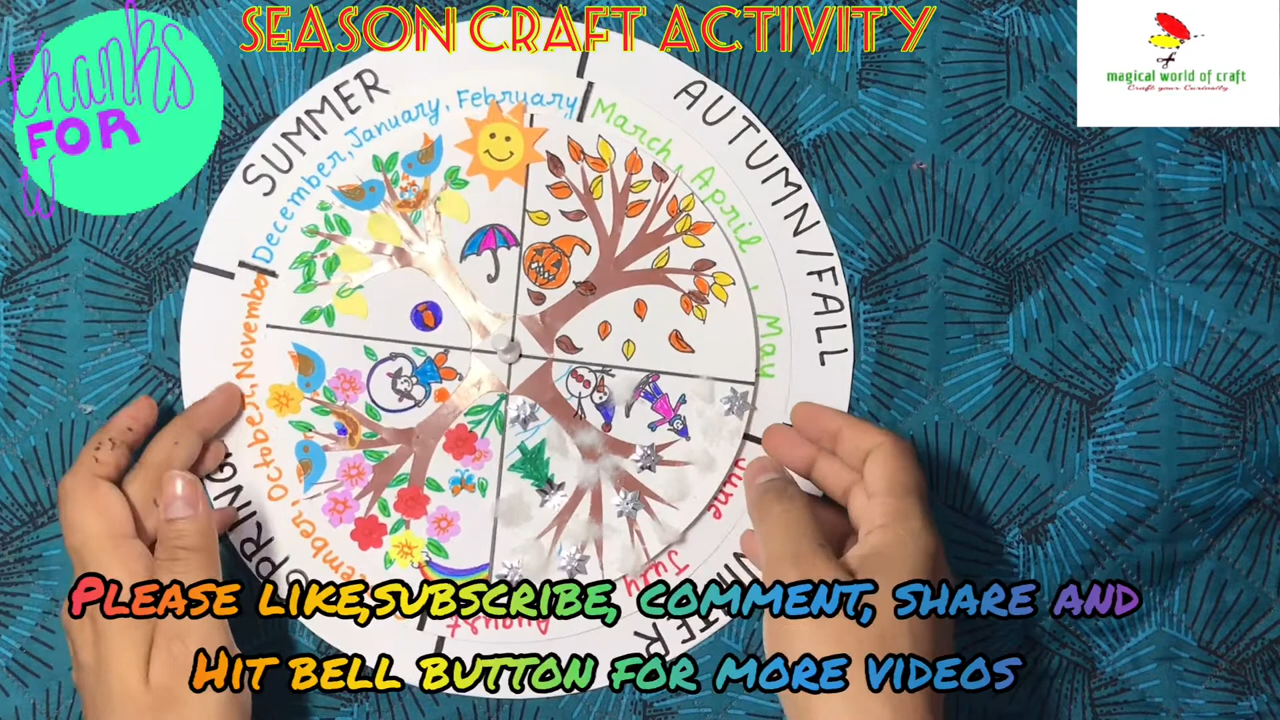 SEASON CRAFT ACTIVITY
thanks
FOR
magical world of craft
Craft your Curiosity
SUMMER
December, January, February
AUTUMN/FALL
March, April, May
October, November
SPRING
June
July
August
PLEASE LIKE,SUBSCRIBE, COMMENT, SHARE AND
HIT BELL BUTTON FOR MORE VIDEOS